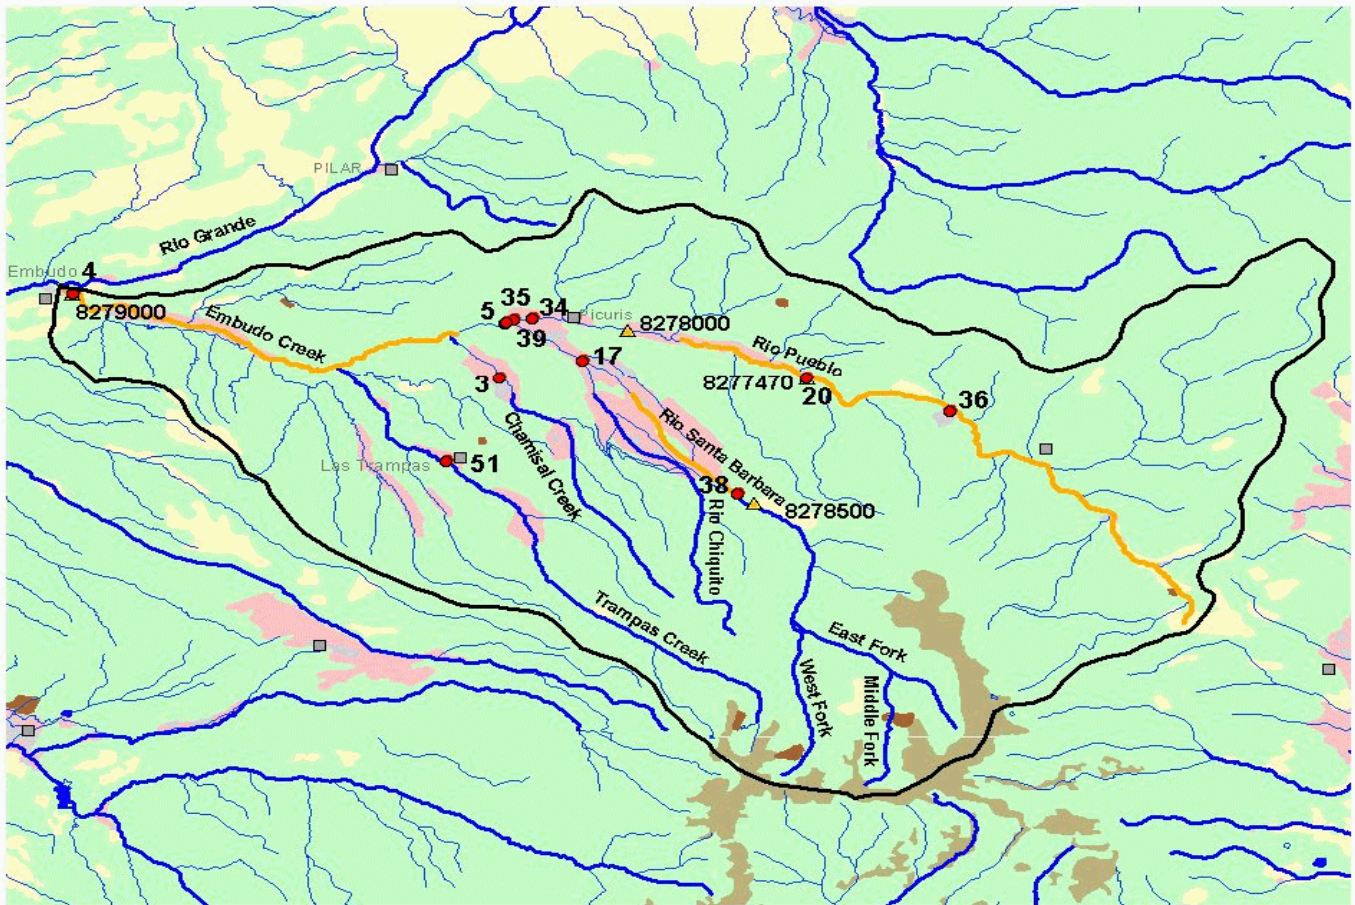 PILAR
Rio Grande
Embudo
4
8279000
Embudo Creek
35
5
34
Picuris
39
8278000
17
Rio Pueblo
8277470
20
36
3
Rio Santa Barbara
Chamisal Creek
Las Trampas
51
38
8278500
Rio Chiquito
Trampas Creek
East Fork
West Fork
Middle Fork